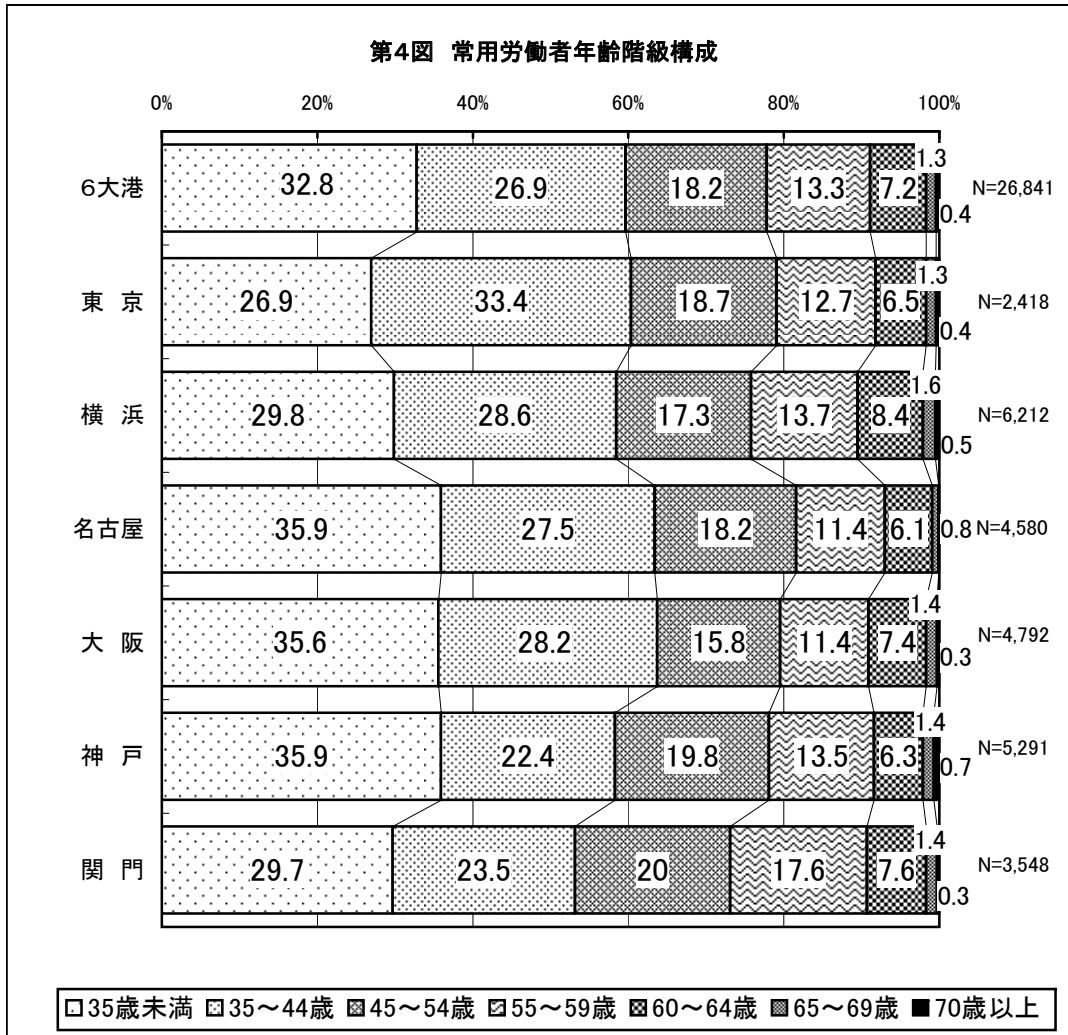 第4図 常用労働者年齢階級構成
0% 20% 40% 60% 80% 100%
6大港 32.8 26.9 18.2 13.3 7.2 1.3 0.4 N=26,841
東京 26.9 33.4 18.7 12.7 6.5 1.3 0.4 N=2,418
横浜 29.8 28.6 17.3 13.7 8.4 1.6 0.5 N=6,212
名古屋 35.9 27.5 18.2 11.4 6.1 0.8 N=4,580
大阪 35.6 28.2 15.8 11.4 7.4 1.4 0.3 N=4,792
神戸 35.9 22.4 19.8 13.5 6.3 1.4 0.7 N=5,291
関門 29.7 23.5 20 17.6 7.6 1.4 0.3 N=3,548
35歳未満 35～44歳 45～54歳 55～59歳 60～64歳 65～69歳 70歳以上